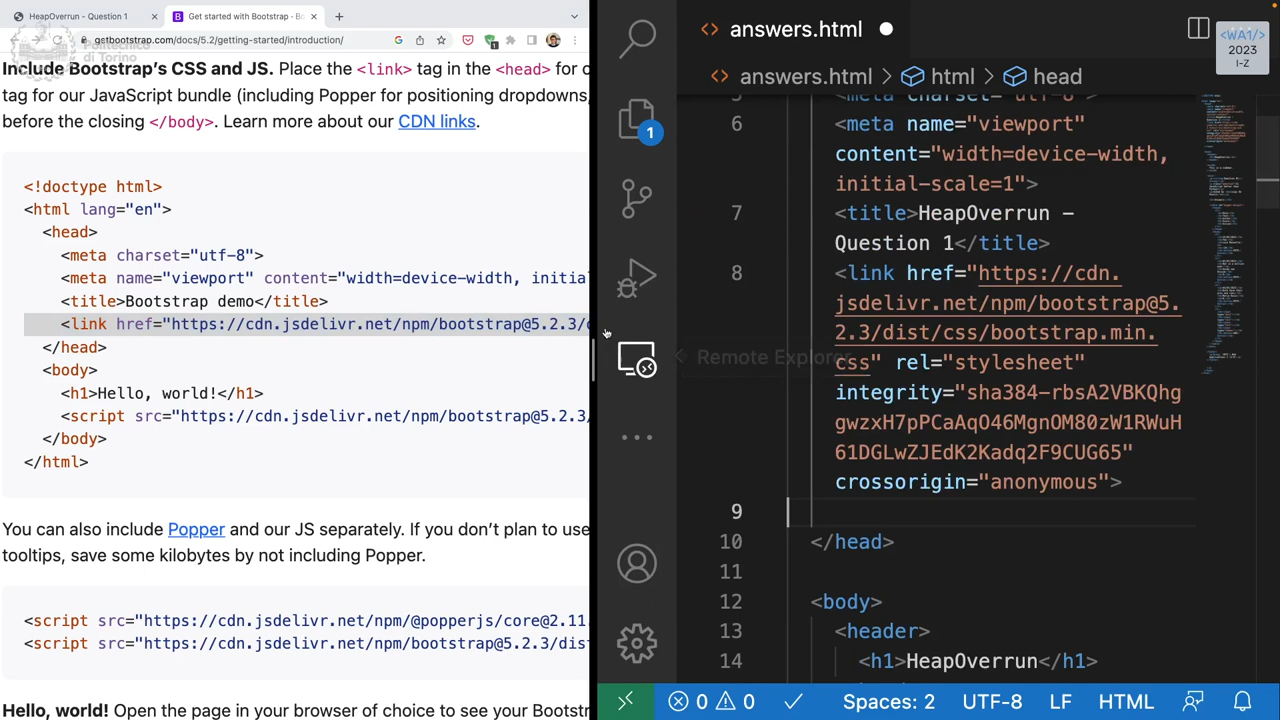 HeapOverrun - Question 1
Get started with Bootstrap - Bo
getbootstrap.com/docs/5.2/getting-started/introduction/
Politecnico
di Torino
Include Bootstrap’s CSS and JS. Place the <link> tag in the <head> for o
tag for our JavaScript bundle (including Popper for positioning dropdowns,
before the closing </body>. Learn more about our CDN links.
<!doctype html>
<html lang="en">
<head>
<meta charset="utf-8">
<meta name="viewport" content="width=device-width, initia
<title>Bootstrap demo</title>
<link href="https://cdn.jsdelivr.net/npm/bootstrap@5.2.3/d
</head>
<body>
<h1>Hello, world!</h1>
<script src="https://cdn.jsdelivr.net/npm/bootstrap@5.2.3/
</body>
</html>
You can also include Popper and our JS separately. If you don’t plan to use
tooltips, save some kilobytes by not including Popper.
<script src="https://cdn.jsdelivr.net/npm/@popperjs/core@2.11.
<script src="https://cdn.jsdelivr.net/npm/bootstrap@5.2.3/dist
Hello, world! Open the page in your browser of choice to see your Bootst
1
Remote Explorer
answers.html
<WA1/>
2023
I-Z
answers.html > html > head
5 <meta charset="utf-8">
6 <meta name="viewport"
content="width=device-width,
initial-scale=1">
7 <title>HeapOverrun -
Question 1</title>
8 <link href="https://cdn.
jsdelivr.net/npm/bootstrap@5.
2.3/dist/css/bootstrap.min.
css" rel="stylesheet"
integrity="sha384-rbsA2VBKQhg
gwzxH7pPCaAqO46MgnOM80zW1RWuH
61DGLwZJEdK2Kadq2F9CUG65"
crossorigin="anonymous">
9
10 </head>
11
12 <body>
13 <header>
14 <h1>HeapOverrun</h1>
0 0 Spaces: 2 UTF-8 LF HTML